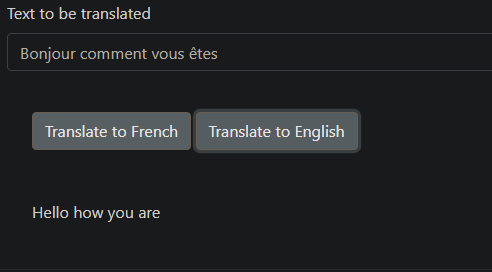 Text to be translated
Bonjour comment vous êtes
Translate to French Translate to English
Hello how you are